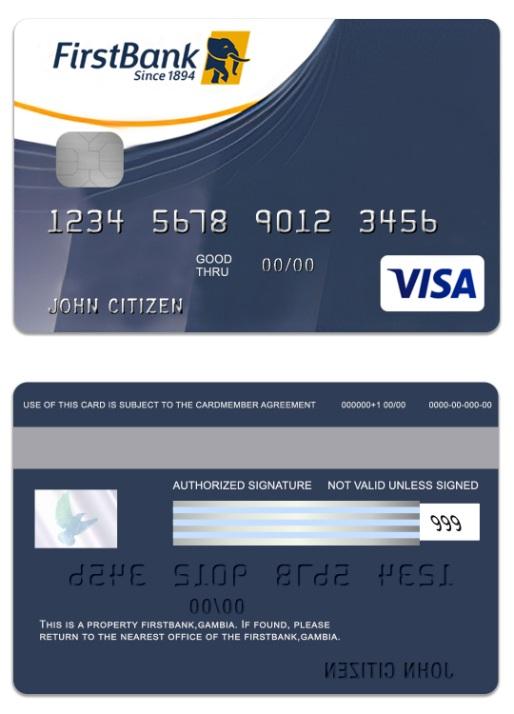 FirstBank
Since 1894
1234 5678 9012 3456
GOOD THRU 00/00
JOHN CITIZEN
VISA
USE OF THIS CARD IS SUBJECT TO THE CARDMEMBER AGREEMENT 000000+1 00/00 0000-00-000-00
AUTHORIZED SIGNATURE NOT VALID UNLESS SIGNED
999
1234 5678 9012 3456
00/00
THIS IS A PROPERTY FIRSTBANK,GAMBIA. IF FOUND, PLEASE
RETURN TO THE NEAREST OFFICE OF THE FIRSTBANK,GAMBIA.
JOHN CITIZEN